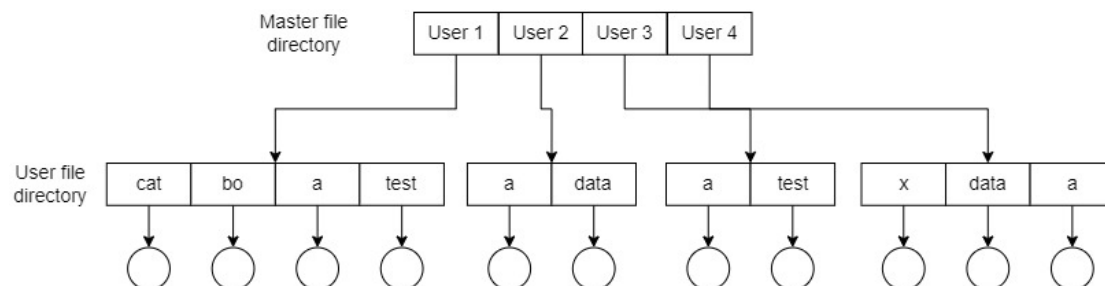 Master file
directory
User 1 User 2 User 3 User 4
User file
directory
cat bo a test a data a test x data a